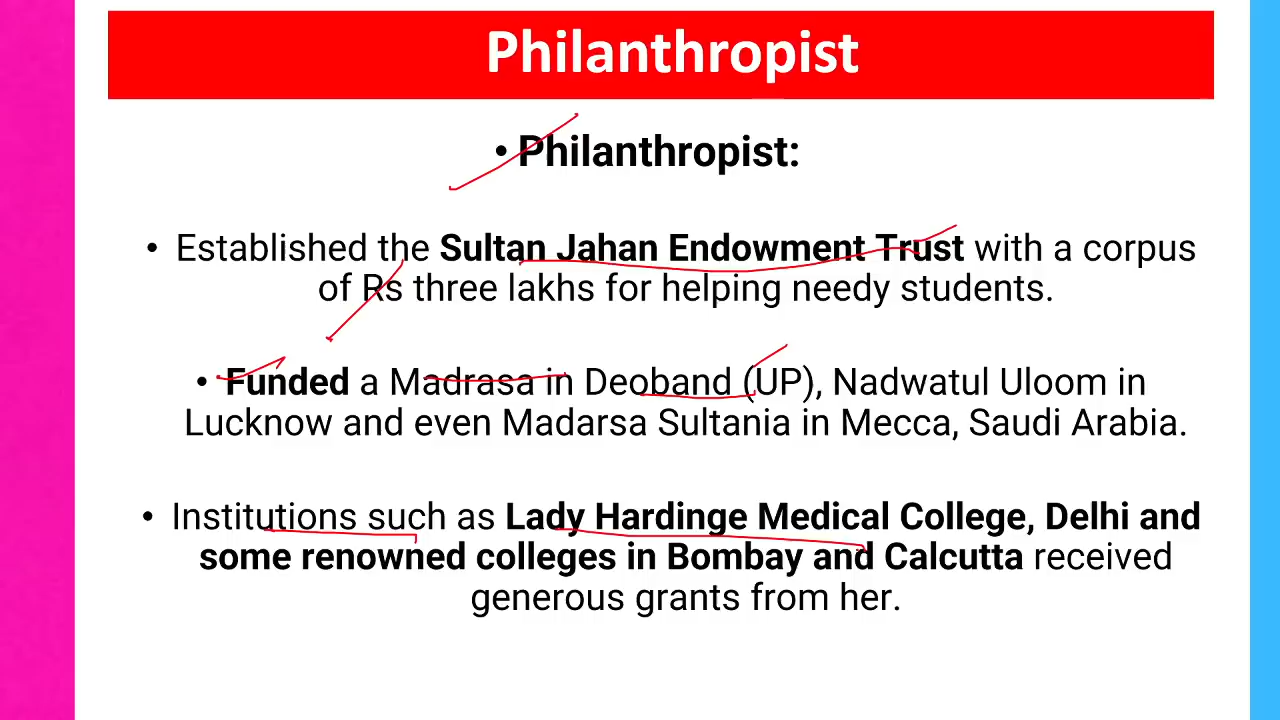 Philanthropist
• Philanthropist:
• Established the Sultan Jahan Endowment Trust with a corpus
of Rs three lakhs for helping needy students.
• Funded a Madrasa in Deoband (UP), Nadwatul Uloom in
Lucknow and even Madarsa Sultania in Mecca, Saudi Arabia.
• Institutions such as Lady Hardinge Medical College, Delhi and
some renowned colleges in Bombay and Calcutta received
generous grants from her.